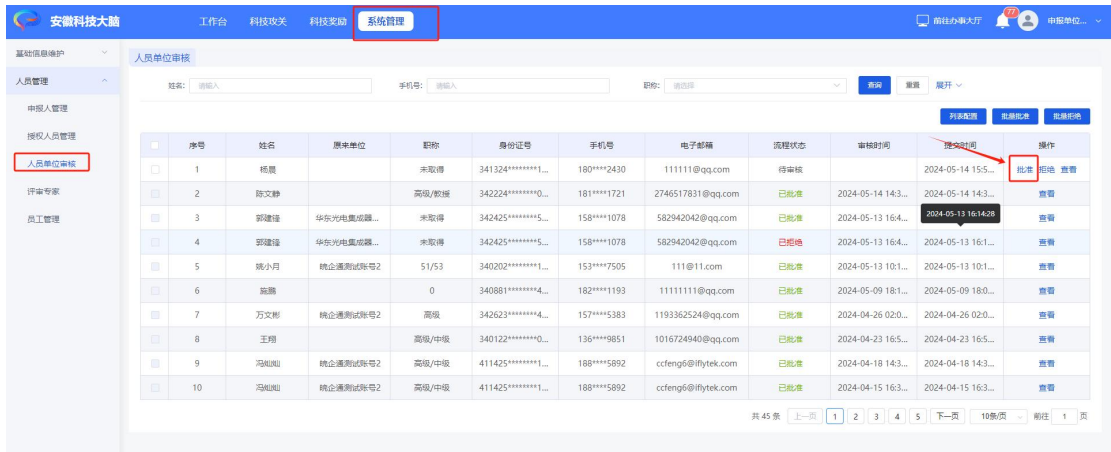 安徽科技大脑 工作台 科技攻关 科技奖励 系统管理 前往办事大厅 77 申报单位...
基础信息维护
人员管理
申报人管理
授权人员管理
人员单位审核
评审专家
员工管理
人员单位审核
姓名: 请输入 手机号: 请输入 职称: 请选择 查询 重置 展开
列表配置 批量批准 批量拒绝
序号 姓名 原来单位 职称 身份证号 手机号 电子邮箱 流程状态 审核时间 提交时间 操作
1 杨晨 未取得 341324********1... 180****2430 111111@qq.com 待审核 2024-05-14 15:5... 批准 拒绝 查看
2 陈文静 高级/教授 342224********0... 181****1721 2746517831@qq.com 已批准 2024-05-14 14:3... 2024-05-14 14:3... 查看
3 郭建锋 华东光电集成器... 未取得 342425********5... 158****1078 582942042@qq.com 已批准 2024-05-13 16:4... 查看
2024-05-13 16:14:28
4 郭建锋 华东光电集成器... 未取得 342425********5... 158****1078 582942042@qq.com 已拒绝 2024-05-13 16:4... 2024-05-13 16:1... 查看
5 姚小月 皖企通测试账号2 51/53 340202********1... 153****7505 111@11.com 已批准 2024-05-13 10:1... 2024-05-13 10:1... 查看
6 施鹏 0 340881********4... 182****1193 11111111@qq.com 已批准 2024-05-09 18:1... 2024-05-09 18:0... 查看
7 万文彬 皖企通测试账号2 高级 342623********4... 157****5383 1193362524@qq.com 已批准 2024-04-26 02:0... 2024-04-26 02:0... 查看
8 王翔 高级/中级 340122********0... 136****9851 1016724940@qq.com 已批准 2024-04-23 16:5... 2024-04-23 16:5... 查看
9 冯灿灿 皖企通测试账号2 高级/中级 411425********1... 188****5892 ccfeng6@iflytek.com 已批准 2024-04-18 14:3... 2024-04-18 14:3... 查看
10 冯灿灿 皖企通测试账号2 高级/中级 411425********1... 188****5892 ccfeng6@iflytek.com 已批准 2024-04-15 16:3... 2024-04-15 16:3... 查看
共 45 条 上一页 1 2 3 4 5 下一页 10条/页 前往 1 页